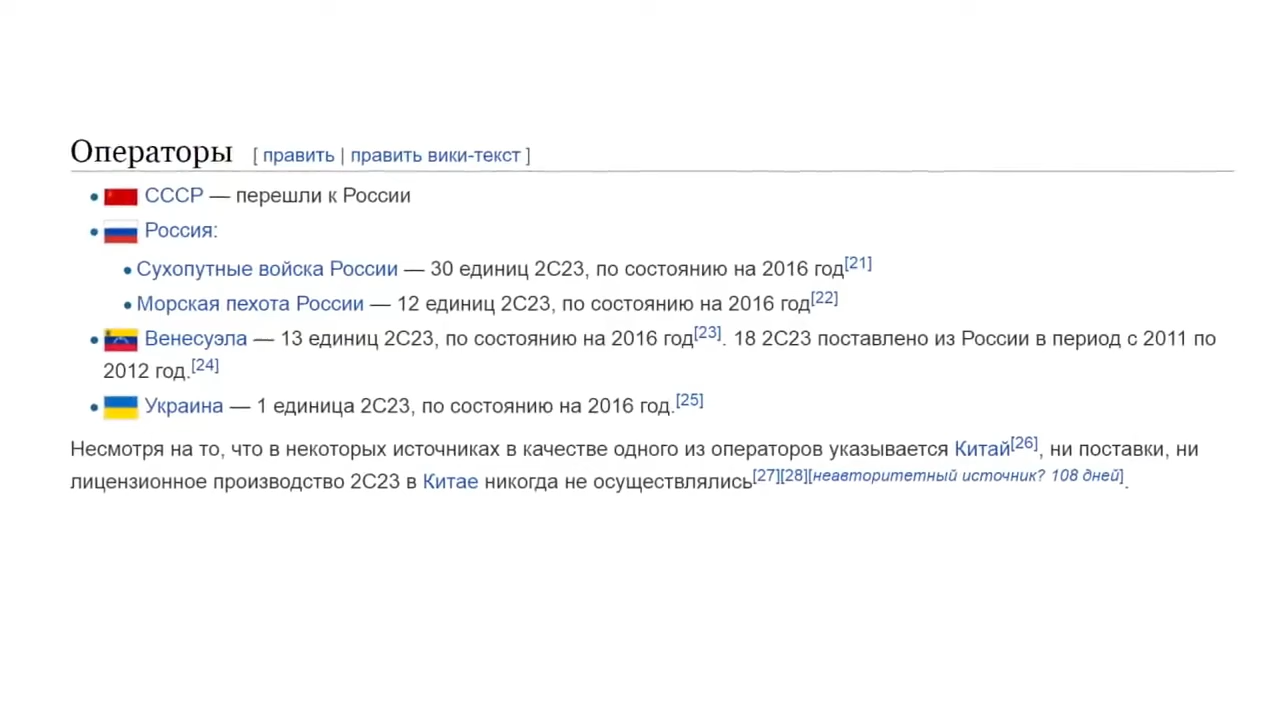 Операторы [ править | править вики-текст ]
СССР — перешли к России
Россия:
Сухопутные войска России — 30 единиц 2С23, по состоянию на 2016 год[21]
Морская пехота России — 12 единиц 2С23, по состоянию на 2016 год[22]
Венесуэла — 13 единиц 2С23, по состоянию на 2016 год[23]. 18 2С23 поставлено из России в период с 2011 по
2012 год.[24]
Украина — 1 единица 2С23, по состоянию на 2016 год.[25]
Несмотря на то, что в некоторых источниках в качестве одного из операторов указывается Китай[26], ни поставки, ни
лицензионное производство 2С23 в Китае никогда не осуществлялись[27][28][неавторитетный источник? 108 дней].